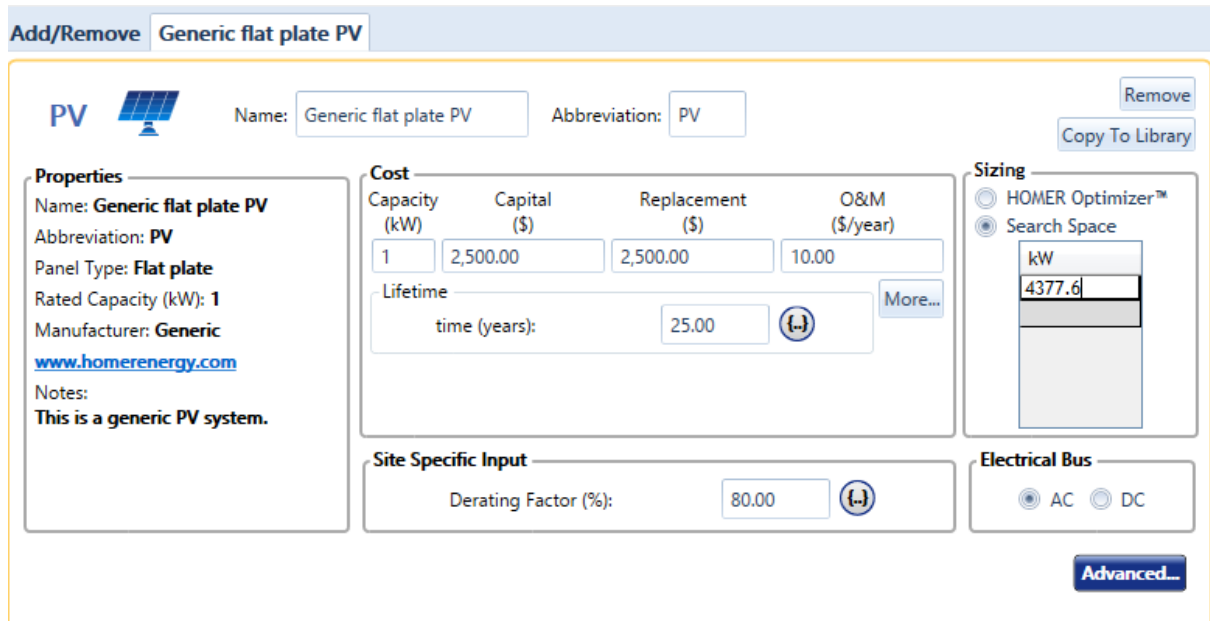 Add/Remove Generic flat plate PV
PV
Name: Generic flat plate PV Abbreviation: PV
Remove
Copy To Library
Properties
Name: Generic flat plate PV
Abbreviation: PV
Panel Type: Flat plate
Rated Capacity (kW): 1
Manufacturer: Generic
www.homerenergy.com
Notes:
This is a generic PV system.
Cost
Capacity (kW) Capital ($) Replacement ($) O&M ($/year)
1 2,500.00 2,500.00 10.00
Lifetime
time (years): 25.00 {..}
More...
Site Specific Input
Derating Factor (%): 80.00 {..}
Sizing
HOMER Optimizer™
Search Space
kW
4377.6
Electrical Bus
AC DC
Advanced...